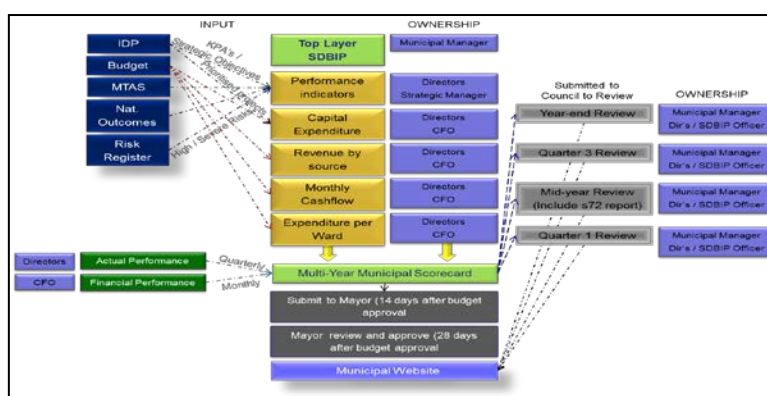 INPUT
OWNERSHIP
IDP
Budget
MTAS
Nat.
Outcomes
Risk
Register
KPA's /
Strategic Objectives
Prioritised
High / Severe Risks
Top Layer
SDBIP
Municipal Manager
Performance
indicators
Directors
Strategic Manager
Capital
Expenditure
Directors
CFO
Revenue by
source
Directors
CFO
Monthly
Cashflow
Directors
CFO
Expenditure per
Ward
Directors
CFO
Submitted to
Council to Review
OWNERSHIP
Year-end Review
Municipal Manager
Dir's / SDBIP Officer
Quarter 3 Review
Municipal Manager
Dir's / SDBIP Officer
Mid-year Review
(Include s72 report)
Municipal Manager
Dir's / SDBIP Officer
Quarter 1 Review
Municipal Manager
Dir's / SDBIP Officer
Directors
Actual Performance
Quarterly
CFO
Financial Performance
Monthly
Multi-Year Municipal Scorecard
Submit to Mayor (14 days after budget
approval
Mayor review and approve (28 days
after budget approval
Municipal Website